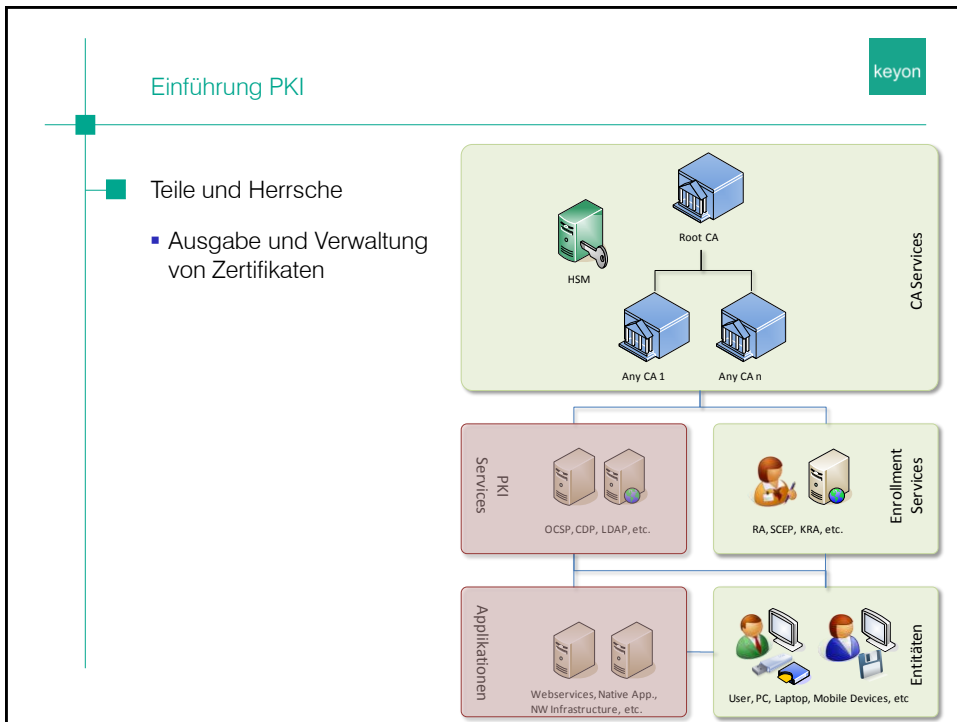 Einführung PKI
keyon
Teile und Herrsche
▪ Ausgabe und Verwaltung
von Zertifikaten
Root CA
HSM
Any CA 1
Any CA n
CA Services
PKI
Services
OCSP, CDP, LDAP, etc.
RA, SCEP, KRA, etc.
Enrollment
Services
Applikationen
Webservices, Native App.,
NW Infrastructure, etc.
User, PC, Laptop, Mobile Devices, etc
Entitäten